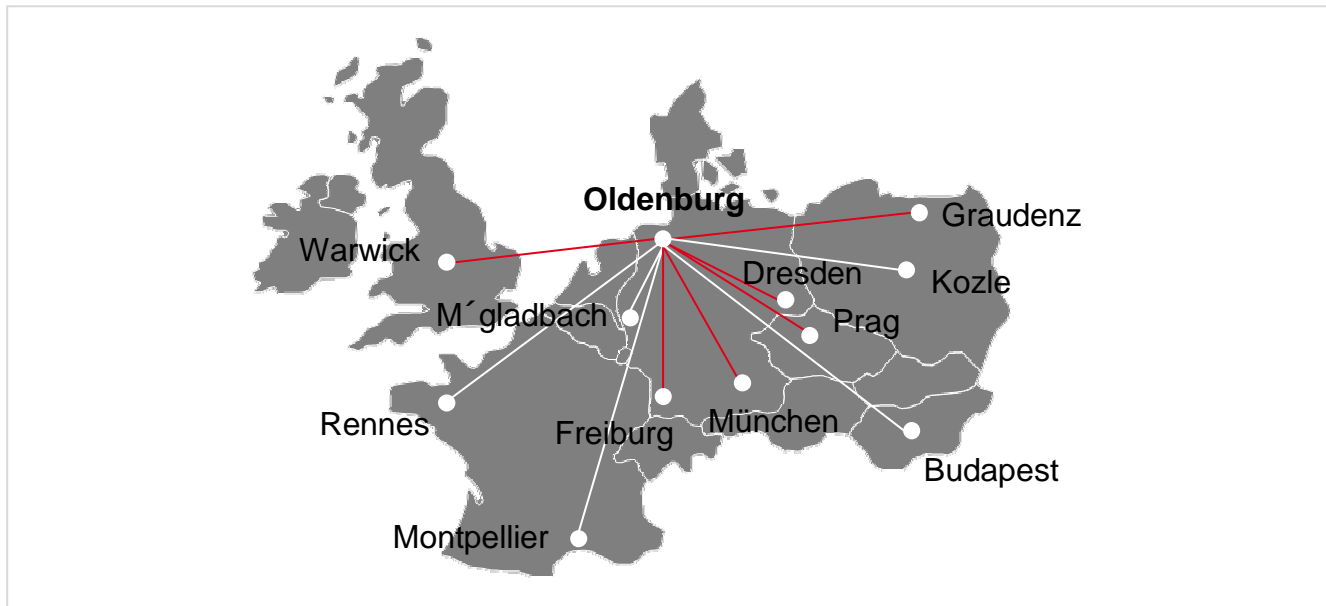 Oldenburg
Graudenz
Warwick
Dresden
Kozle
M´gladbach
Prag
Rennes
Freiburg
München
Budapest
Montpellier